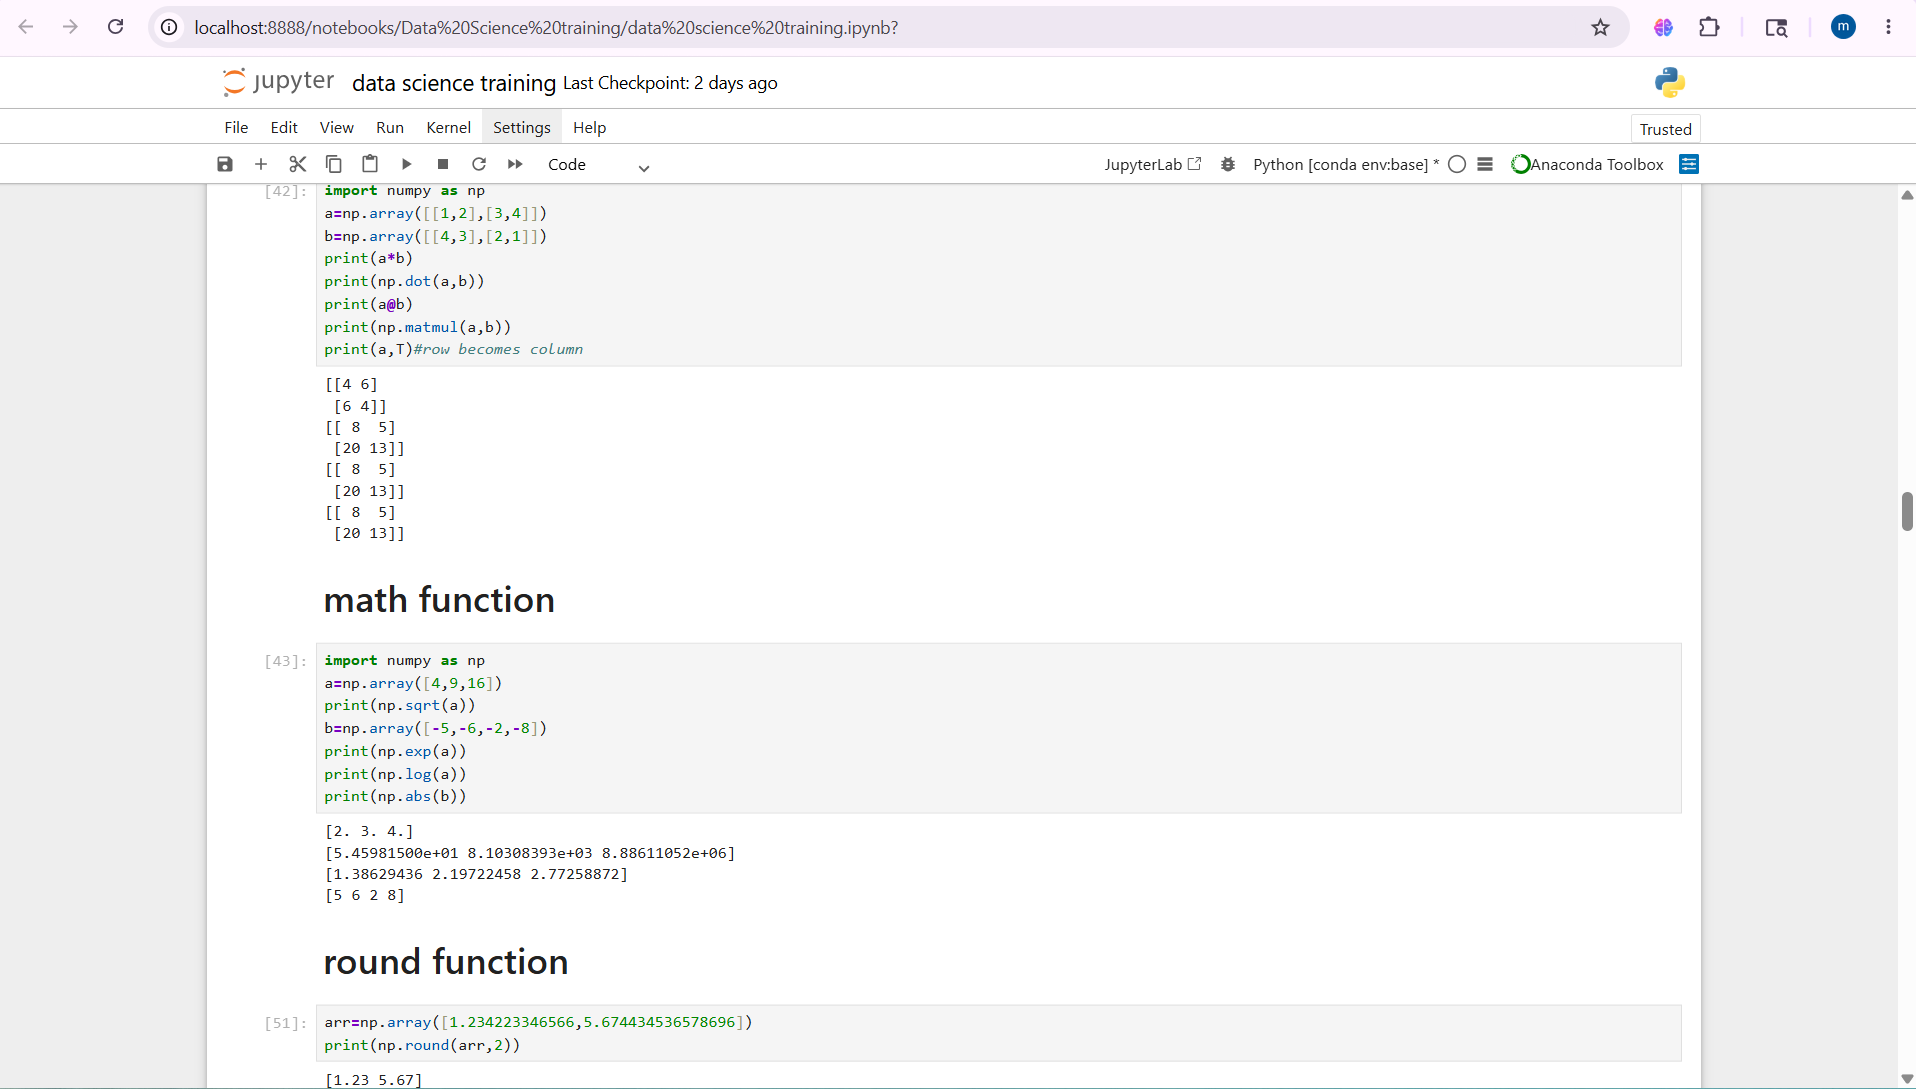 localhost:8888/notebooks/Data%20Science%20training/data%20science%20training.ipynb?
m
jupyter data science training Last Checkpoint: 2 days ago
File Edit View Run Kernel Settings Help
Trusted
Code
JupyterLab
Python [conda env:base] *
Anaconda Toolbox
[42]:
import numpy as np
a=np.array([[1,2],[3,4]])
b=np.array([[4,3],[2,1]])
print(a*b)
print(np.dot(a,b))
print(a@b)
print(np.matmul(a,b))
print(a,T)#row becomes column
[[4 6]
 [6 4]]
[[ 8  5]
 [20 13]]
[[ 8  5]
 [20 13]]
[[ 8  5]
 [20 13]]
math function
[43]:
import numpy as np
a=np.array([4,9,16])
print(np.sqrt(a))
b=np.array([-5,-6,-2,-8])
print(np.exp(a))
print(np.log(a))
print(np.abs(b))
[2. 3. 4.]
[5.45981500e+01 8.10308393e+03 8.88611052e+06]
[1.38629436 2.19722458 2.77258872]
[5 6 2 8]
round function
[51]:
arr=np.array([1.234223346566,5.674434536578696])
print(np.round(arr,2))
[1.23 5.67]